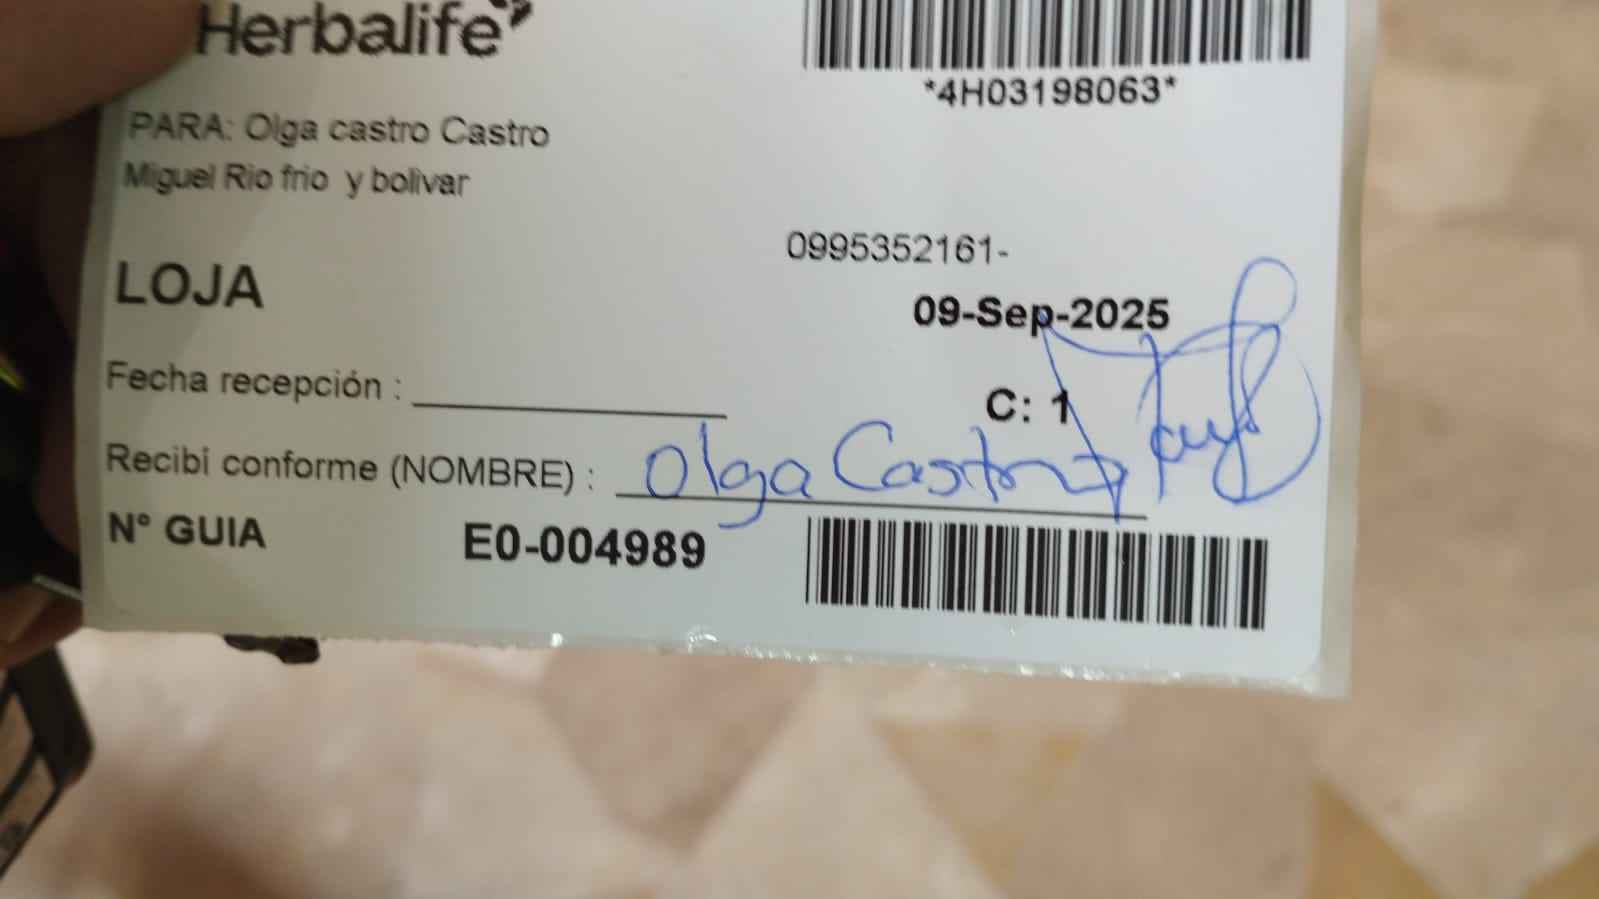 Herbalife
*4H03198063*
PARA: Olga castro Castro
Miguel Rio frio y bolivar
0995352161-
LOJA
09-Sep-2025
Fecha recepción :
C: 1
Recibi conforme (NOMBRE) : Olga Castro
N° GUIA E0-004989